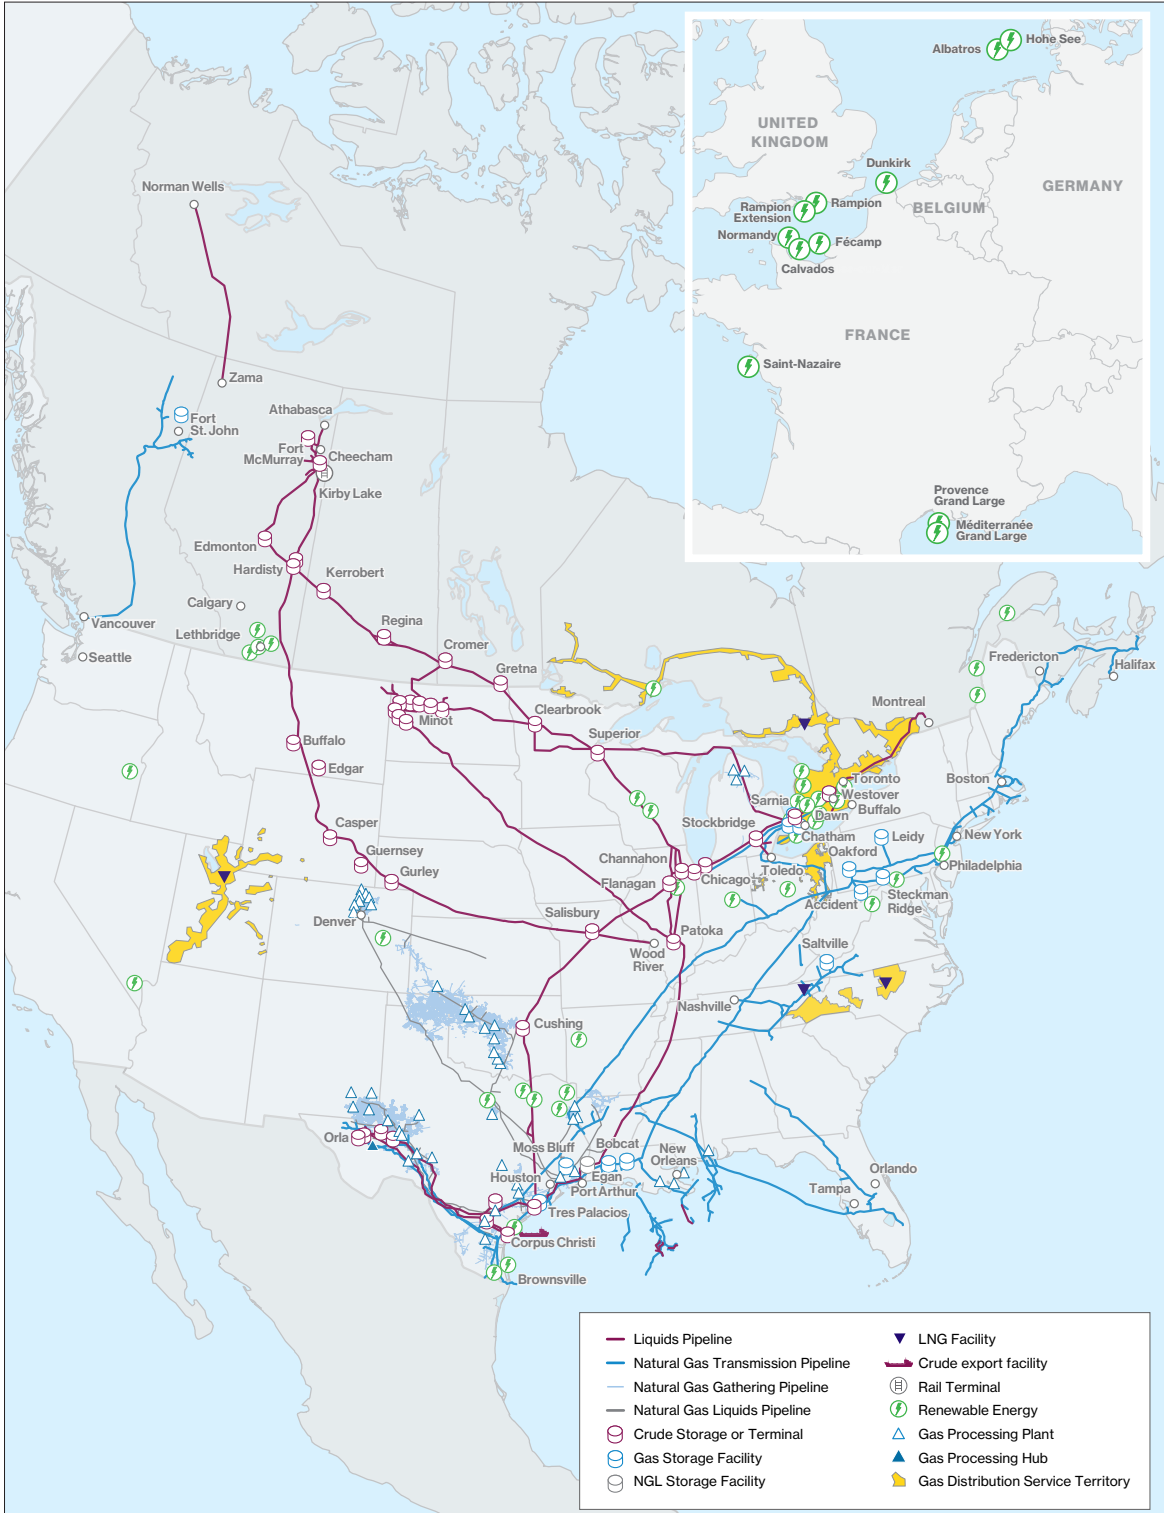 Albatros
Hohe See
UNITED
KINGDOM
Dunkirk
GERMANY
Rampion
Extension
Rampion
BELGIUM
Normandy
Fécamp
Calvados
FRANCE
Saint-Nazaire
Provence
Grand Large
Méditerranée
Grand Large
Norman Wells
Zama
Fort
St. John
Athabasca
Fort
McMurray
Cheecham
Kirby Lake
Edmonton
Hardisty
Kerrobert
Calgary
Vancouver
Lethbridge
Regina
Seattle
Cromer
Gretna
Fredericton
Halifax
Montreal
Clearbrook
Minot
Superior
Buffalo
Edgar
Toronto
Boston
Sarnia
Westover
Buffalo
Dawn
Stockbridge
Casper
Chatham
Leidy
New York
Oakford
Guernsey
Channahon
Gurley
Toledo
Philadelphia
Flanagan
Chicago
Steckman
Ridge
Accident
Denver
Salisbury
Patoka
Wood
River
Saltville
Nashville
Cushing
Orla
Moss Bluff
Bobcat
New
Orleans
Houston
Egan
Port Arthur
Orlando
Tampa
Tres Palacios
Corpus Christi
Brownsville
Liquids Pipeline
Natural Gas Transmission Pipeline
Natural Gas Gathering Pipeline
Natural Gas Liquids Pipeline
Crude Storage or Terminal
Gas Storage Facility
NGL Storage Facility
LNG Facility
Crude export facility
Rail Terminal
Renewable Energy
Gas Processing Plant
Gas Processing Hub
Gas Distribution Service Territory